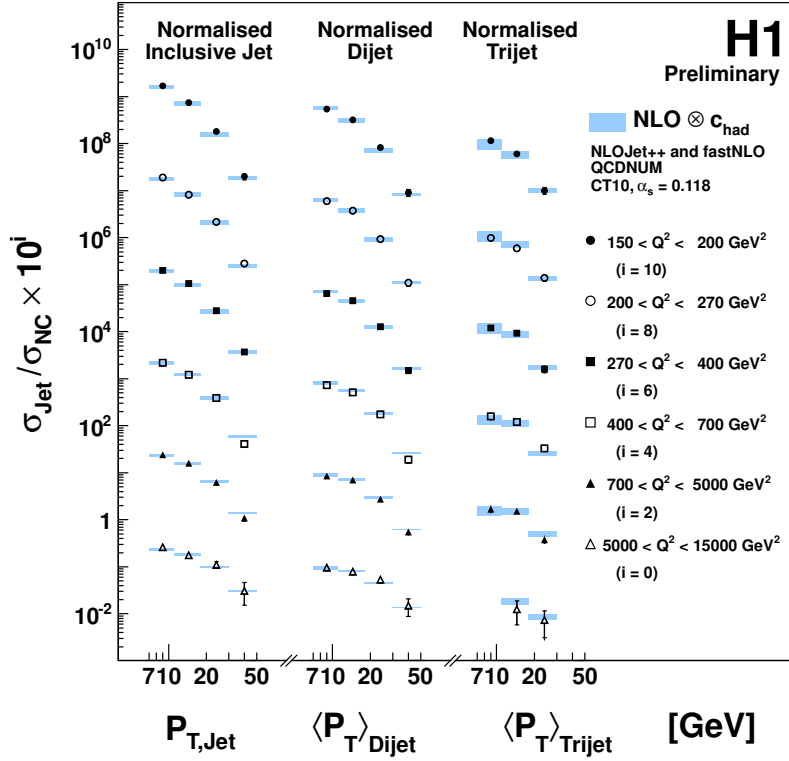 Normalised Inclusive Jet
Normalised Dijet
Normalised Trijet
H1
Preliminary
NLO ⊗ c_had
NLOJet++ and fastNLO
QCDNUM
CT10, α_s = 0.118
150 < Q² < 200 GeV²
(i = 10)
200 < Q² < 270 GeV²
(i = 8)
270 < Q² < 400 GeV²
(i = 6)
400 < Q² < 700 GeV²
(i = 4)
700 < Q² < 5000 GeV²
(i = 2)
5000 < Q² < 15000 GeV²
(i = 0)
σ_Jet/σ_NC × 10^i
10^10
10^8
10^6
10^4
10^2
1
10^-2
7 10 20 50
7 10 20 50
7 10 20 50
P_T,Jet
⟨P_T⟩_Dijet
⟨P_T⟩_Trijet
[GeV]